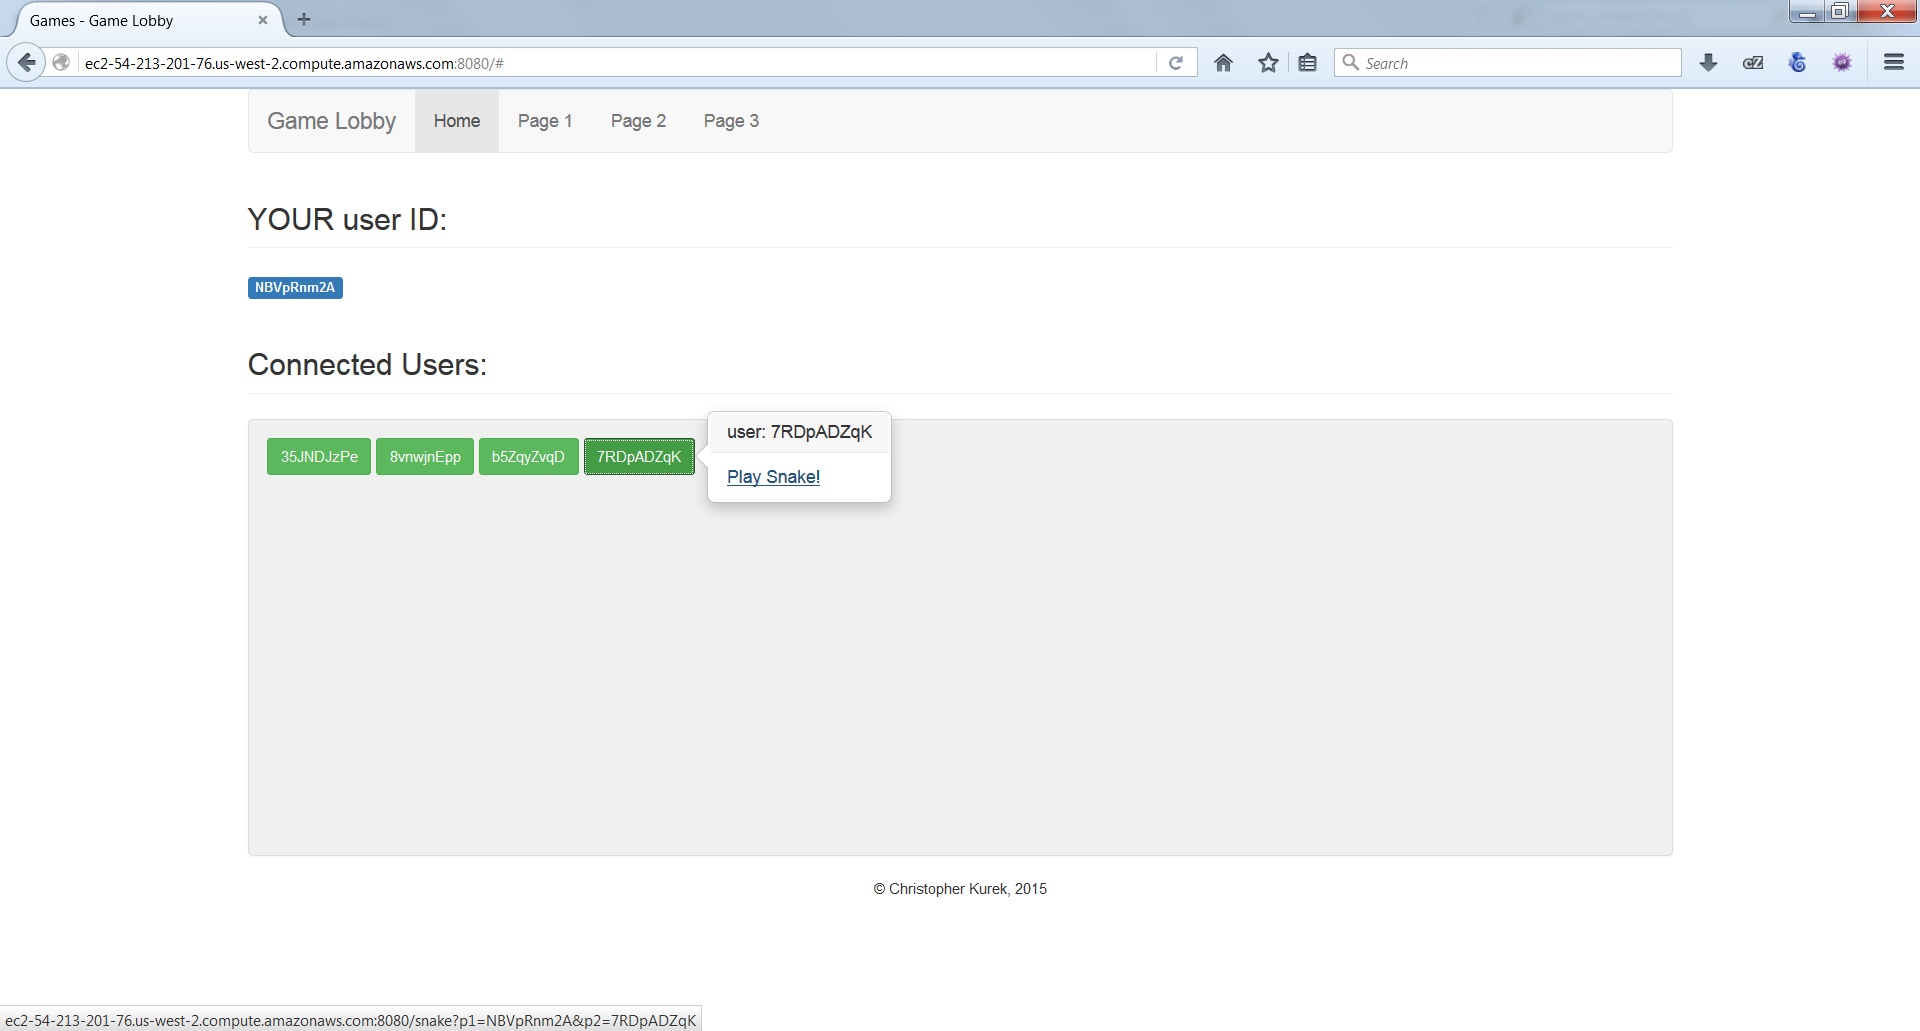 Games - Game Lobby
ec2-54-213-201-76.us-west-2.compute.amazonaws.com:8080/#
Search
Game Lobby Home Page 1 Page 2 Page 3
YOUR user ID:
NBVpRnm2A
Connected Users:
35JNDJzPe 8vnwjnEpp b5ZqyZvqD 7RDpADZqK
user: 7RDpADZqK
Play Snake!
© Christopher Kurek, 2015
ec2-54-213-201-76.us-west-2.compute.amazonaws.com:8080/snake?p1=NBVpRnm2A&p2=7RDpADZqK